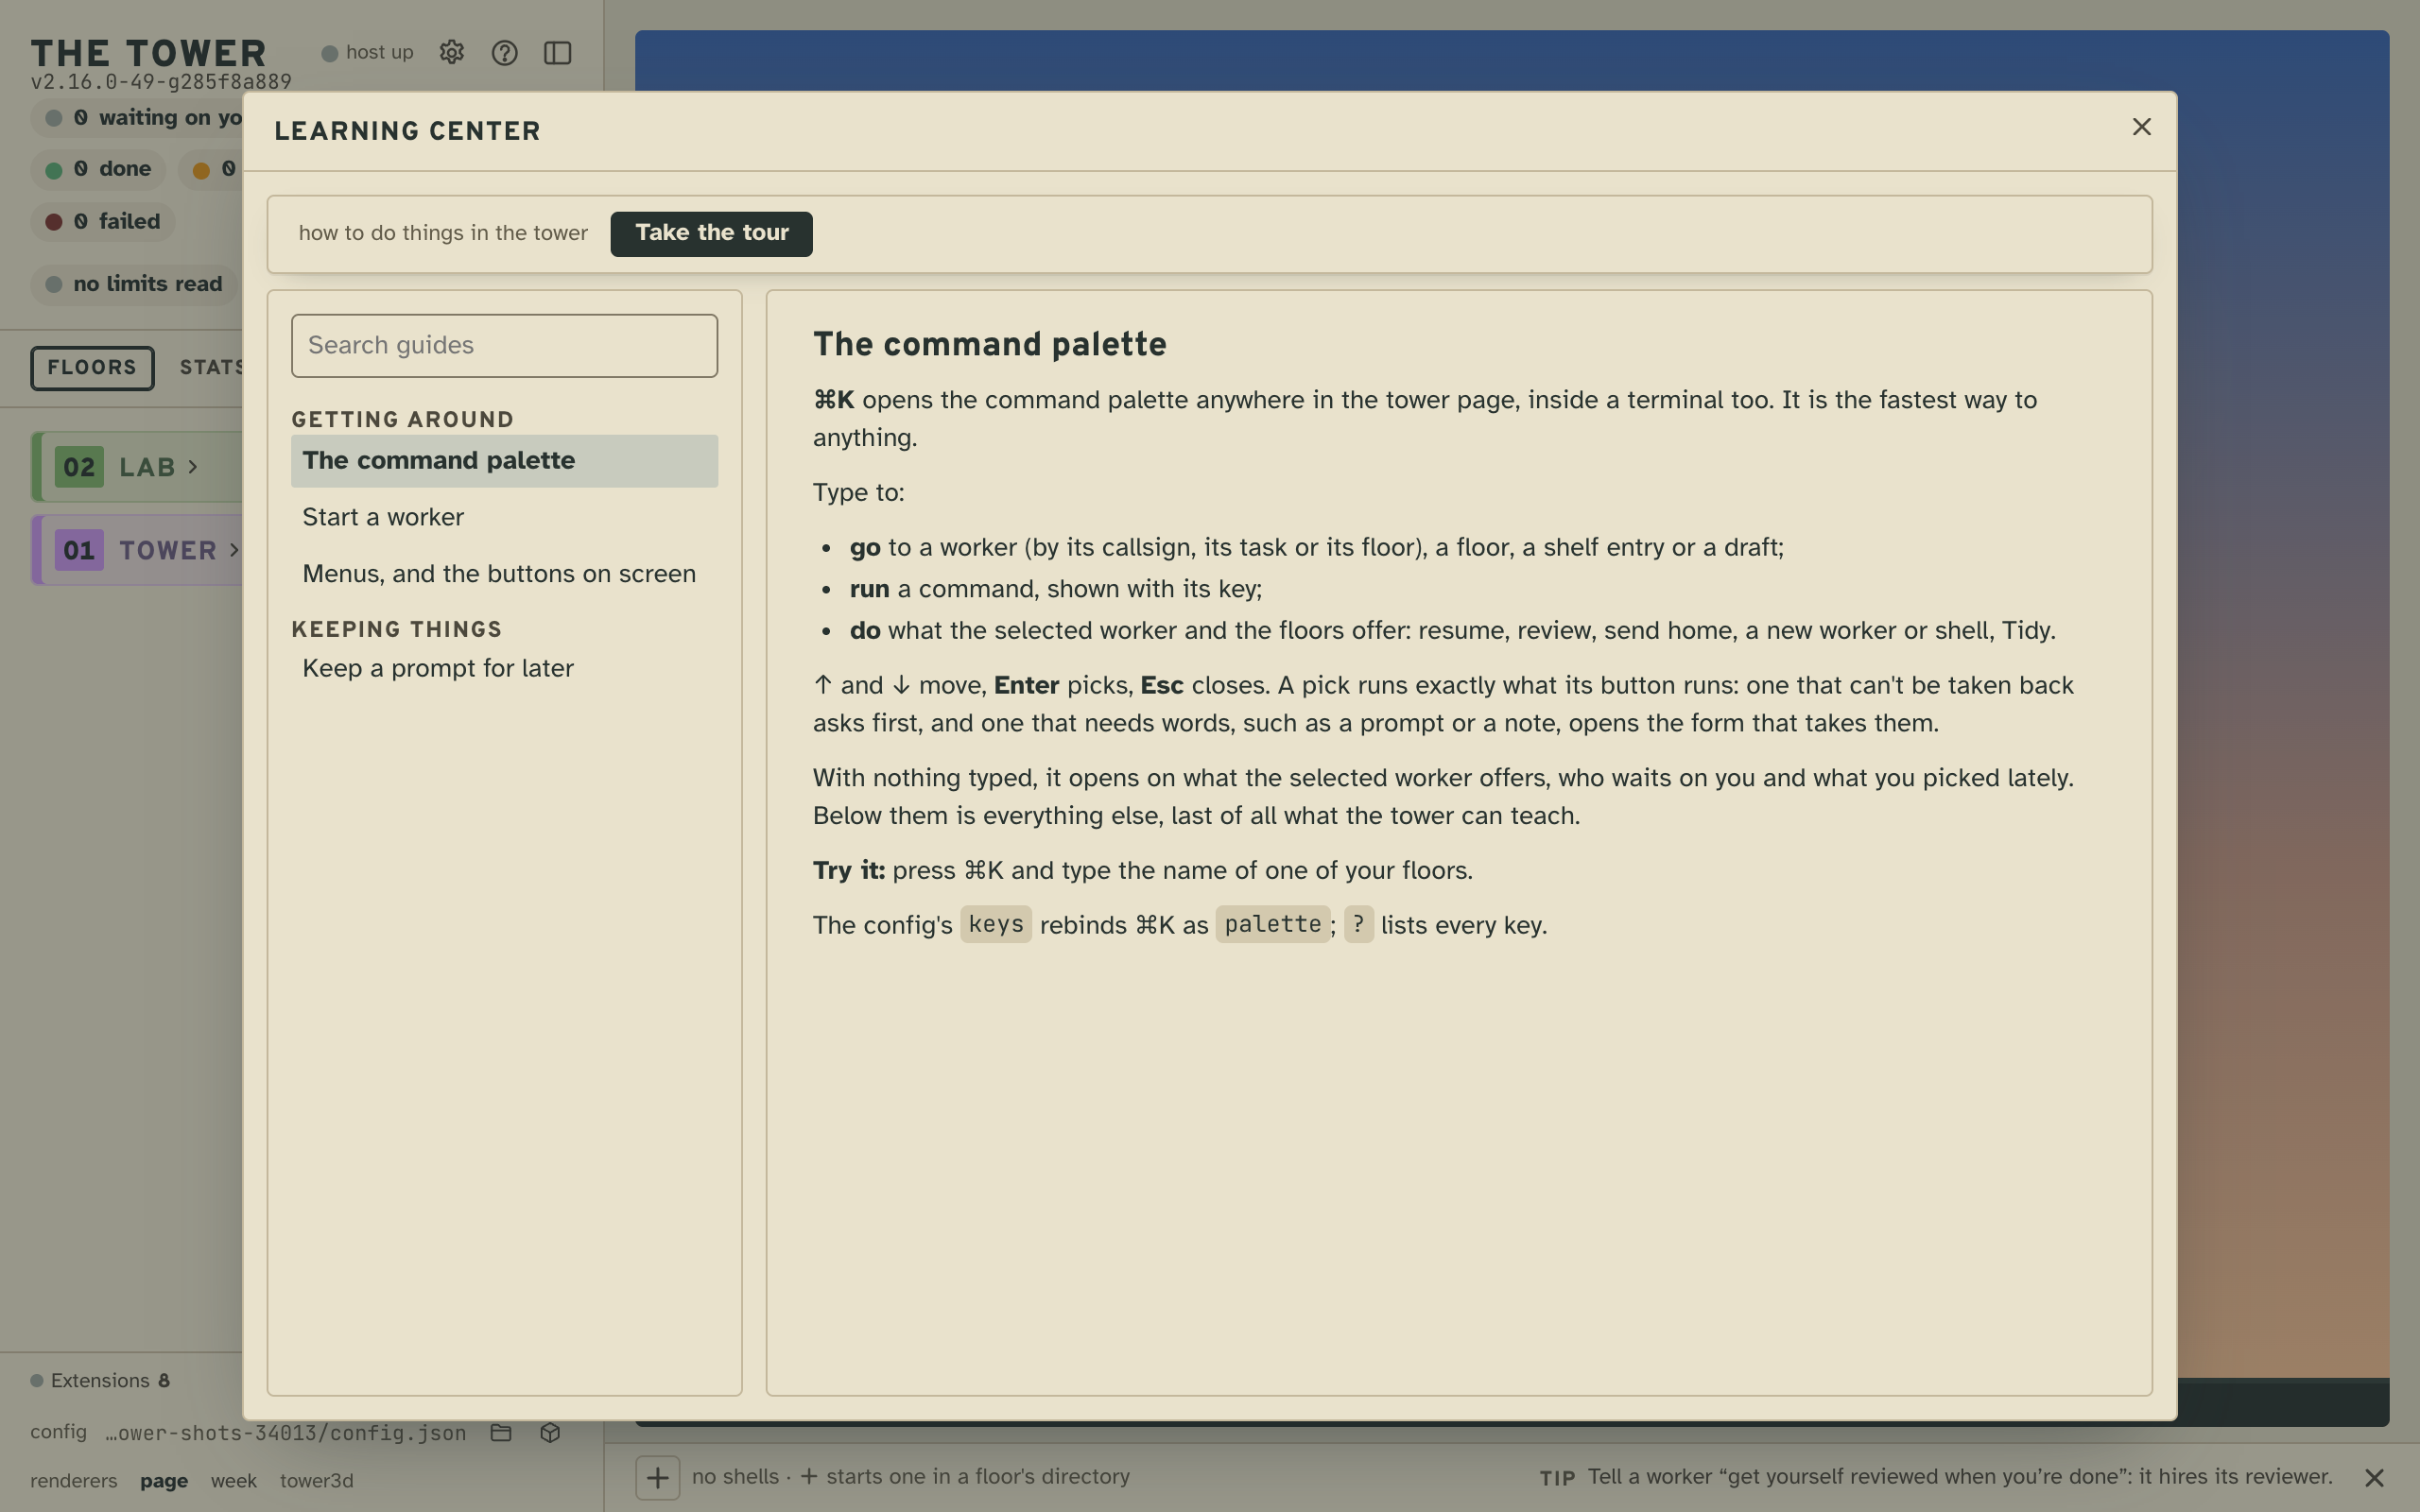 THE TOWER
host up
v2.16.0-49-g285f8a889
0 waiting on yo
0 done
0
0 failed
no limits read
FLOORS
STATS
02 LAB
01 TOWER
LEARNING CENTER
how to do things in the tower
Take the tour
Search guides
GETTING AROUND
The command palette
Start a worker
Menus, and the buttons on screen
KEEPING THINGS
Keep a prompt for later
The command palette
⌘K opens the command palette anywhere in the tower page, inside a terminal too. It is the fastest way to
anything.
Type to:
• go to a worker (by its callsign, its task or its floor), a floor, a shelf entry or a draft;
• run a command, shown with its key;
• do what the selected worker and the floors offer: resume, review, send home, a new worker or shell, Tidy.
↑ and ↓ move, Enter picks, Esc closes. A pick runs exactly what its button runs: one that can't be taken back
asks first, and one that needs words, such as a prompt or a note, opens the form that takes them.
With nothing typed, it opens on what the selected worker offers, who waits on you and what you picked lately.
Below them is everything else, last of all what the tower can teach.
Try it: press ⌘K and type the name of one of your floors.
The config's keys rebinds ⌘K as palette; ? lists every key.
Extensions 8
config …ower-shots-34013/config.json
renderers page week tower3d
no shells · + starts one in a floor's directory
TIP Tell a worker “get yourself reviewed when you’re done”: it hires its reviewer.